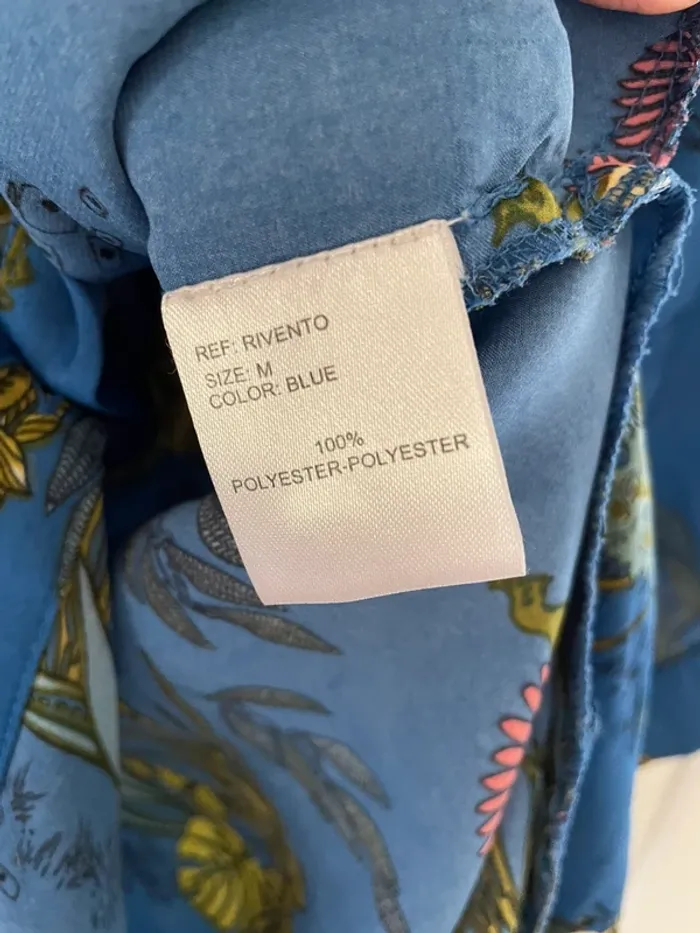 REF: RIVENTO
SIZE: M
COLOR: BLUE
100%
POLYESTER-POLYESTER